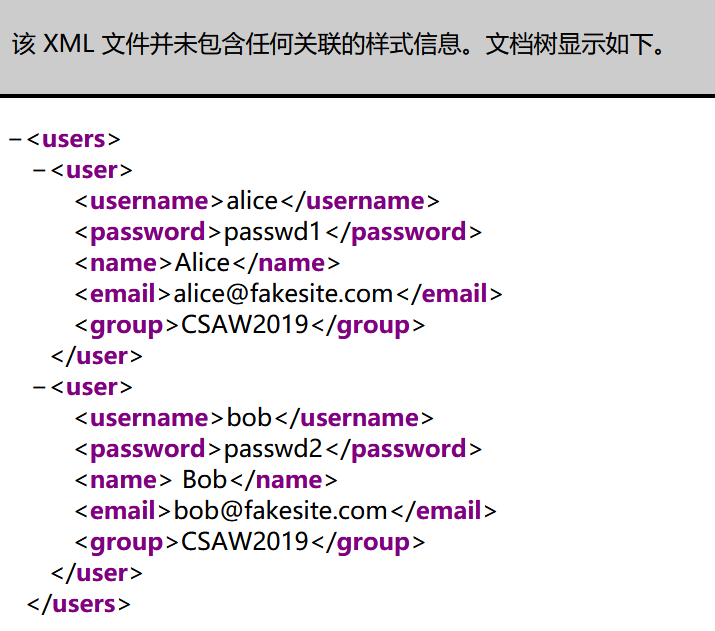 该 XML 文件并未包含任何关联的样式信息。文档树显示如下。
–<users>
–<user>
<username>alice</username>
<password>passwd1</password>
<name>Alice</name>
<email>alice@fakesite.com</email>
<group>CSAW2019</group>
</user>
–<user>
<username>bob</username>
<password>passwd2</password>
<name> Bob</name>
<email>bob@fakesite.com</email>
<group>CSAW2019</group>
</user>
</users>